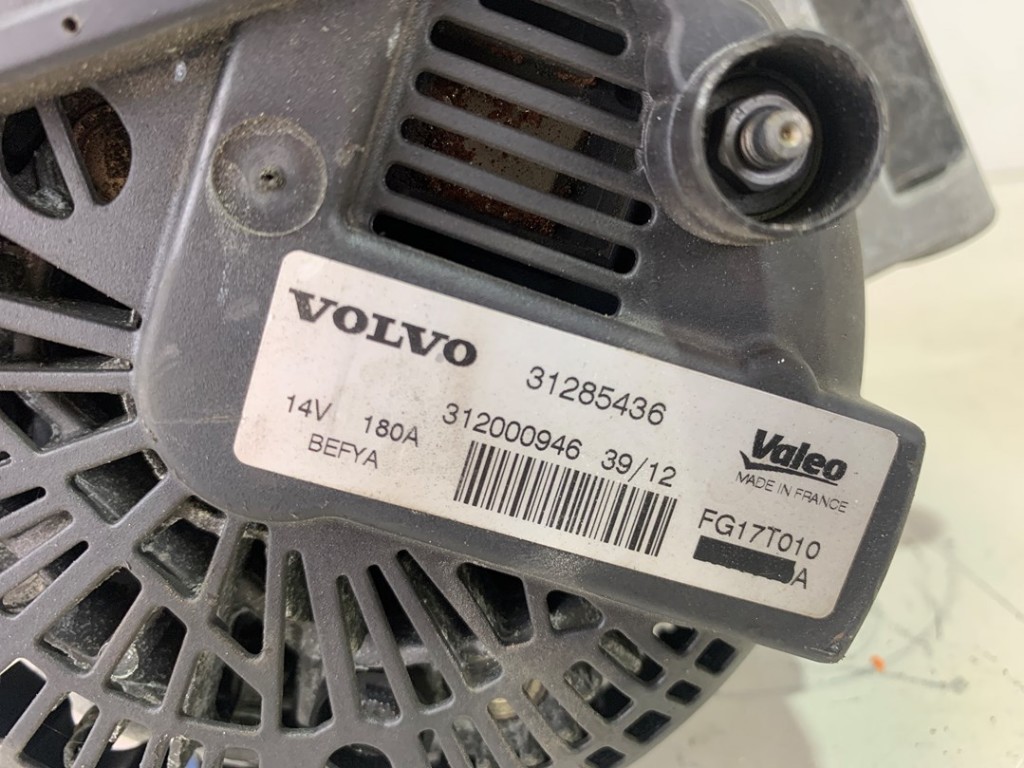 VOLVO
31285436
14V 180A 312000946 39/12
BEFYA
Valeo
MADE IN FRANCE
FG17T010
A